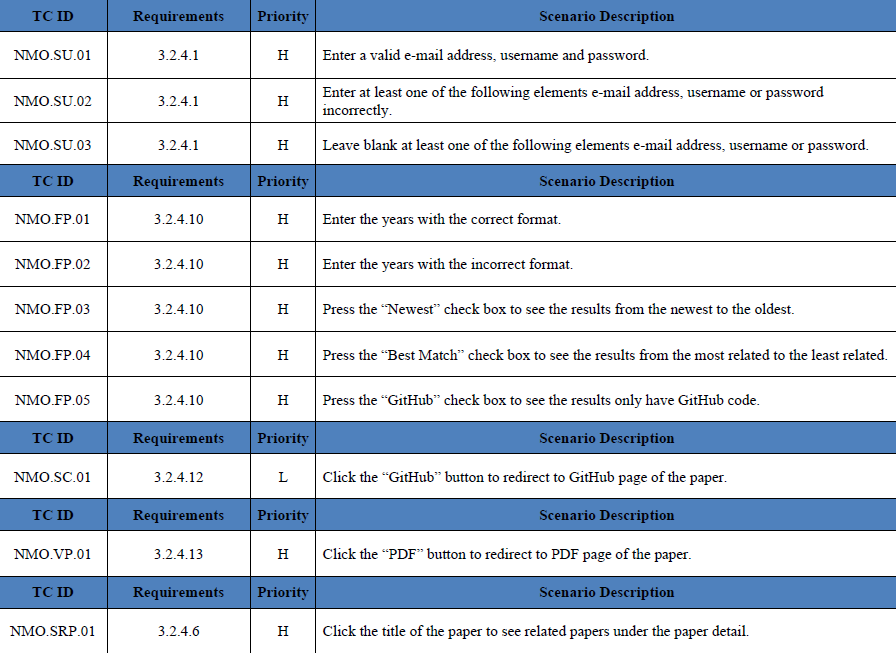 TC ID Requirements Priority Scenario Description
NMO.SU.01 3.2.4.1 H Enter a valid e-mail address, username and password.
NMO.SU.02 3.2.4.1 H Enter at least one of the following elements e-mail address, username or password
incorrectly.
NMO.SU.03 3.2.4.1 H Leave blank at least one of the following elements e-mail address, username or password.
TC ID Requirements Priority Scenario Description
NMO.FP.01 3.2.4.10 H Enter the years with the correct format.
NMO.FP.02 3.2.4.10 H Enter the years with the incorrect format.
NMO.FP.03 3.2.4.10 H Press the “Newest” check box to see the results from the newest to the oldest.
NMO.FP.04 3.2.4.10 H Press the “Best Match” check box to see the results from the most related to the least related.
NMO.FP.05 3.2.4.10 H Press the “GitHub” check box to see the results only have GitHub code.
TC ID Requirements Priority Scenario Description
NMO.SC.01 3.2.4.12 L Click the “GitHub” button to redirect to GitHub page of the paper.
TC ID Requirements Priority Scenario Description
NMO.VP.01 3.2.4.13 H Click the “PDF” button to redirect to PDF page of the paper.
TC ID Requirements Priority Scenario Description
NMO.SRP.01 3.2.4.6 H Click the title of the paper to see related papers under the paper detail.